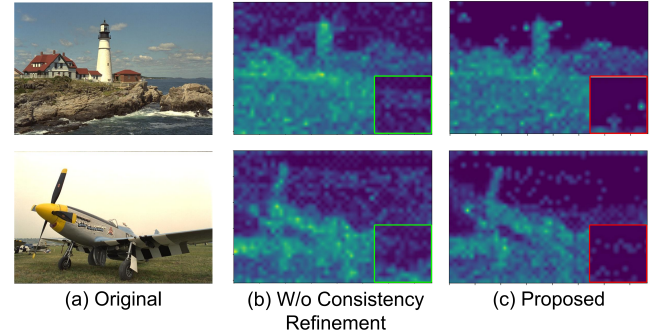 (a) Original
(b) W/o Consistency
Refinement
(c) Proposed